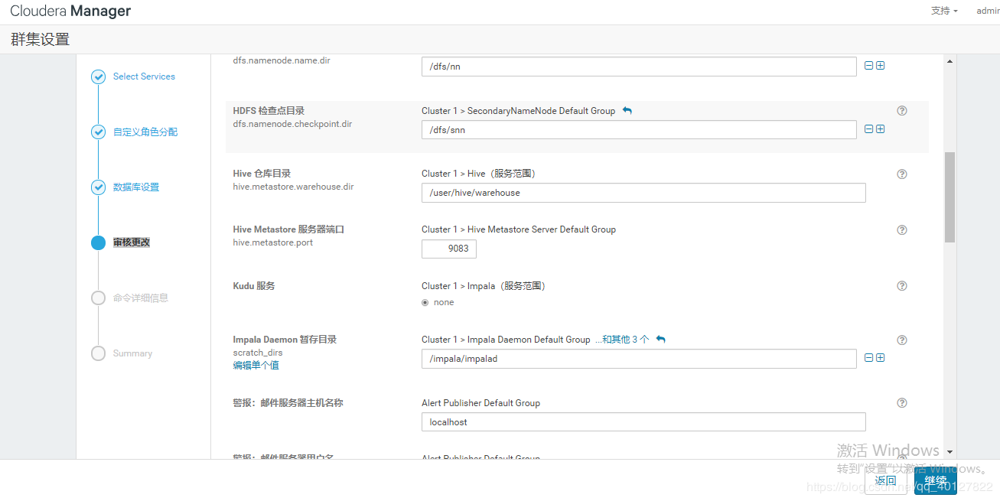 Cloudera Manager
支持
admin
群集设置
Select Services
自定义角色分配
数据库设置
审核更改
命令详细信息
Summary
dfs.namenode.name.dir
/dfs/nn
HDFS 检查点目录
Cluster 1 > SecondaryNameNode Default Group
dfs.namenode.checkpoint.dir
/dfs/snn
Hive 仓库目录
Cluster 1 > Hive（服务范围）
hive.metastore.warehouse.dir
/user/hive/warehouse
Hive Metastore 服务器端口
Cluster 1 > Hive Metastore Server Default Group
hive.metastore.port
9083
Kudu 服务
Cluster 1 > Impala（服务范围）
none
Impala Daemon 暂存目录
Cluster 1 > Impala Daemon Default Group ...和其他 3 个
scratch_dirs
/impala/impalad
编辑单个值
警报：邮件服务器主机名称
Alert Publisher Default Group
localhost
警报：邮件服务器用户名
Alert Publisher Default Group
激活 Windows
转到"设置"以激活 Windows。
返回
继续
https://blog.csdn.net/qq_40127822